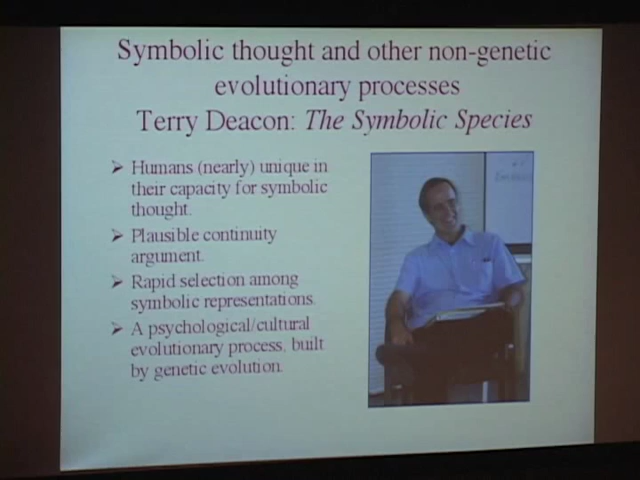 Symbolic thought and other non-genetic
evolutionary processes
Terry Deacon: The Symbolic Species
➢ Humans (nearly) unique in
their capacity for symbolic
thought.
➢ Plausible continuity
argument.
➢ Rapid selection among
symbolic representations.
➢ A psychological/cultural
evolutionary process, built
by genetic evolution.